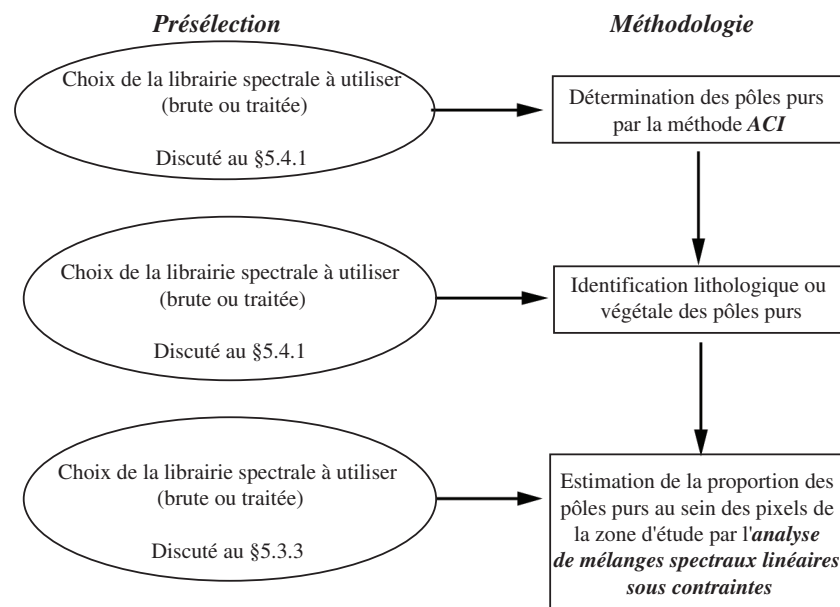 Présélection
Méthodologie
Choix de la librairie spectrale à utiliser
(brute ou traitée)
Discuté au §5.4.1
Détermination des pôles purs
par la méthode ACI
Choix de la librairie spectrale à utiliser
(brute ou traitée)
Discuté au §5.4.1
Identification lithologique ou
végétale des pôles purs
Choix de la librairie spectrale à utiliser
(brute ou traitée)
Discuté au §5.3.3
Estimation de la proportion des
pôles purs au sein des pixels de
la zone d'étude par l'analyse
de mélanges spectraux linéaires
sous contraintes